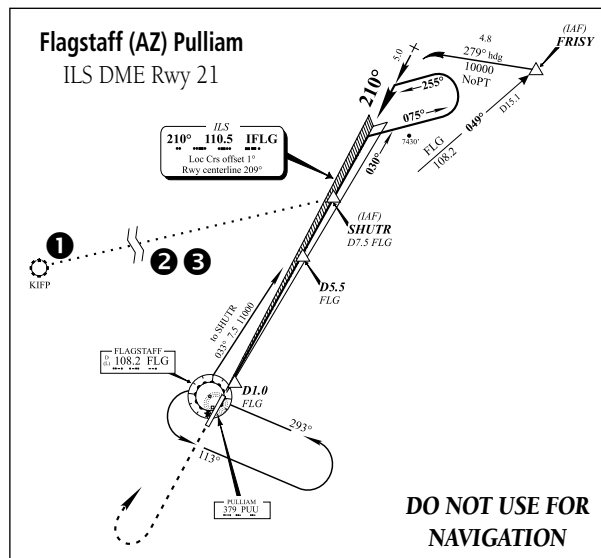 Flagstaff (AZ) Pulliam
ILS DME Rwy 21
(IAF)
FRISY
4.8
279° hdg
10000
NoPT
D15.1
049°
FLG
108.2
5.0
210°
255°
075°
030°
7430'
ILS
210° 110.5 IFLG
Loc Crs offset 1°
Rwy centerline 209°
(IAF)
SHUTR
D7.5 FLG
1
KIFP
2 3
D5.5
FLG
to SHUTR
033° 7.5 11000
FLAGSTAFF
D
(L) 108.2 FLG
D1.0
FLG
293°
113°
PULLIAM
379 PUU
DO NOT USE FOR
NAVIGATION